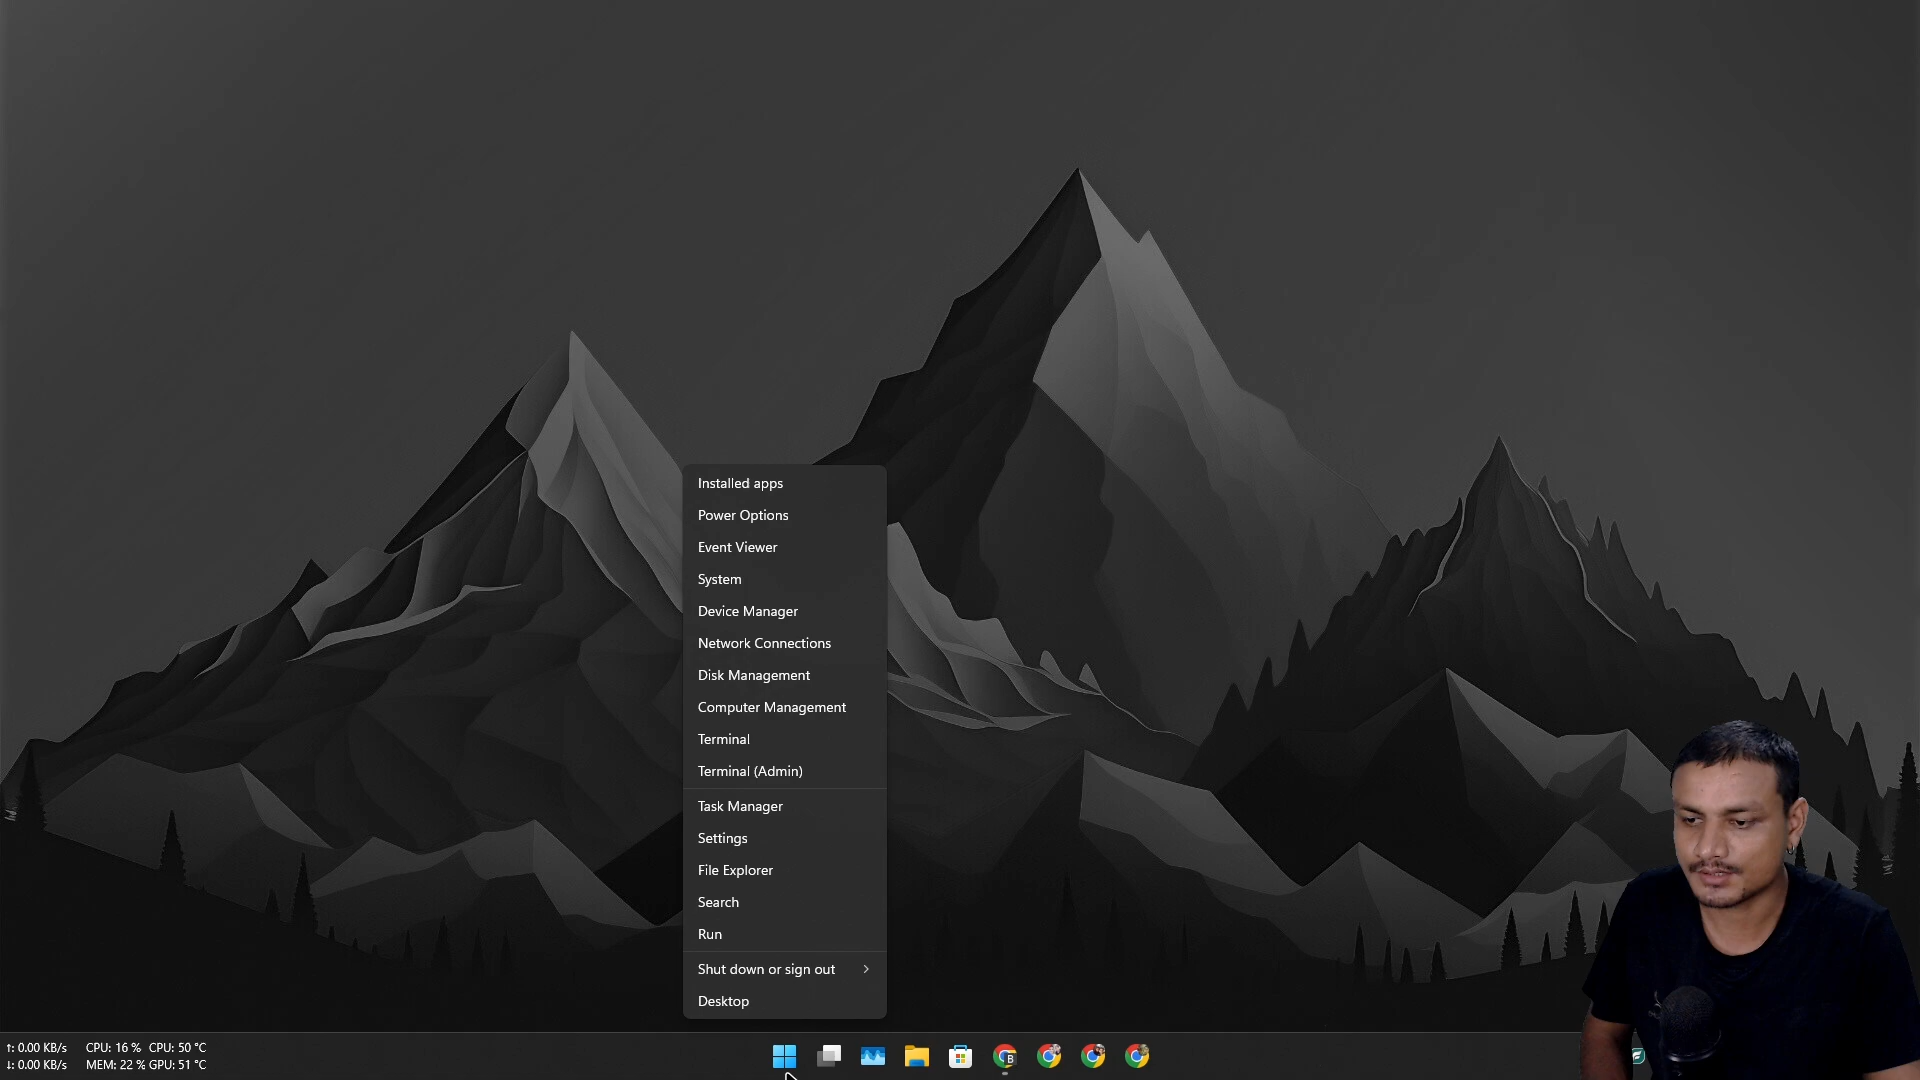 Installed apps
Power Options
Event Viewer
System
Device Manager
Network Connections
Disk Management
Computer Management
Terminal
Terminal (Admin)
Task Manager
Settings
File Explorer
Search
Run
Shut down or sign out
Desktop
↑: 0.00 KB/s CPU: 16 % CPU: 50 °C
↓: 0.00 KB/s MEM: 22 % GPU: 51 °C
B